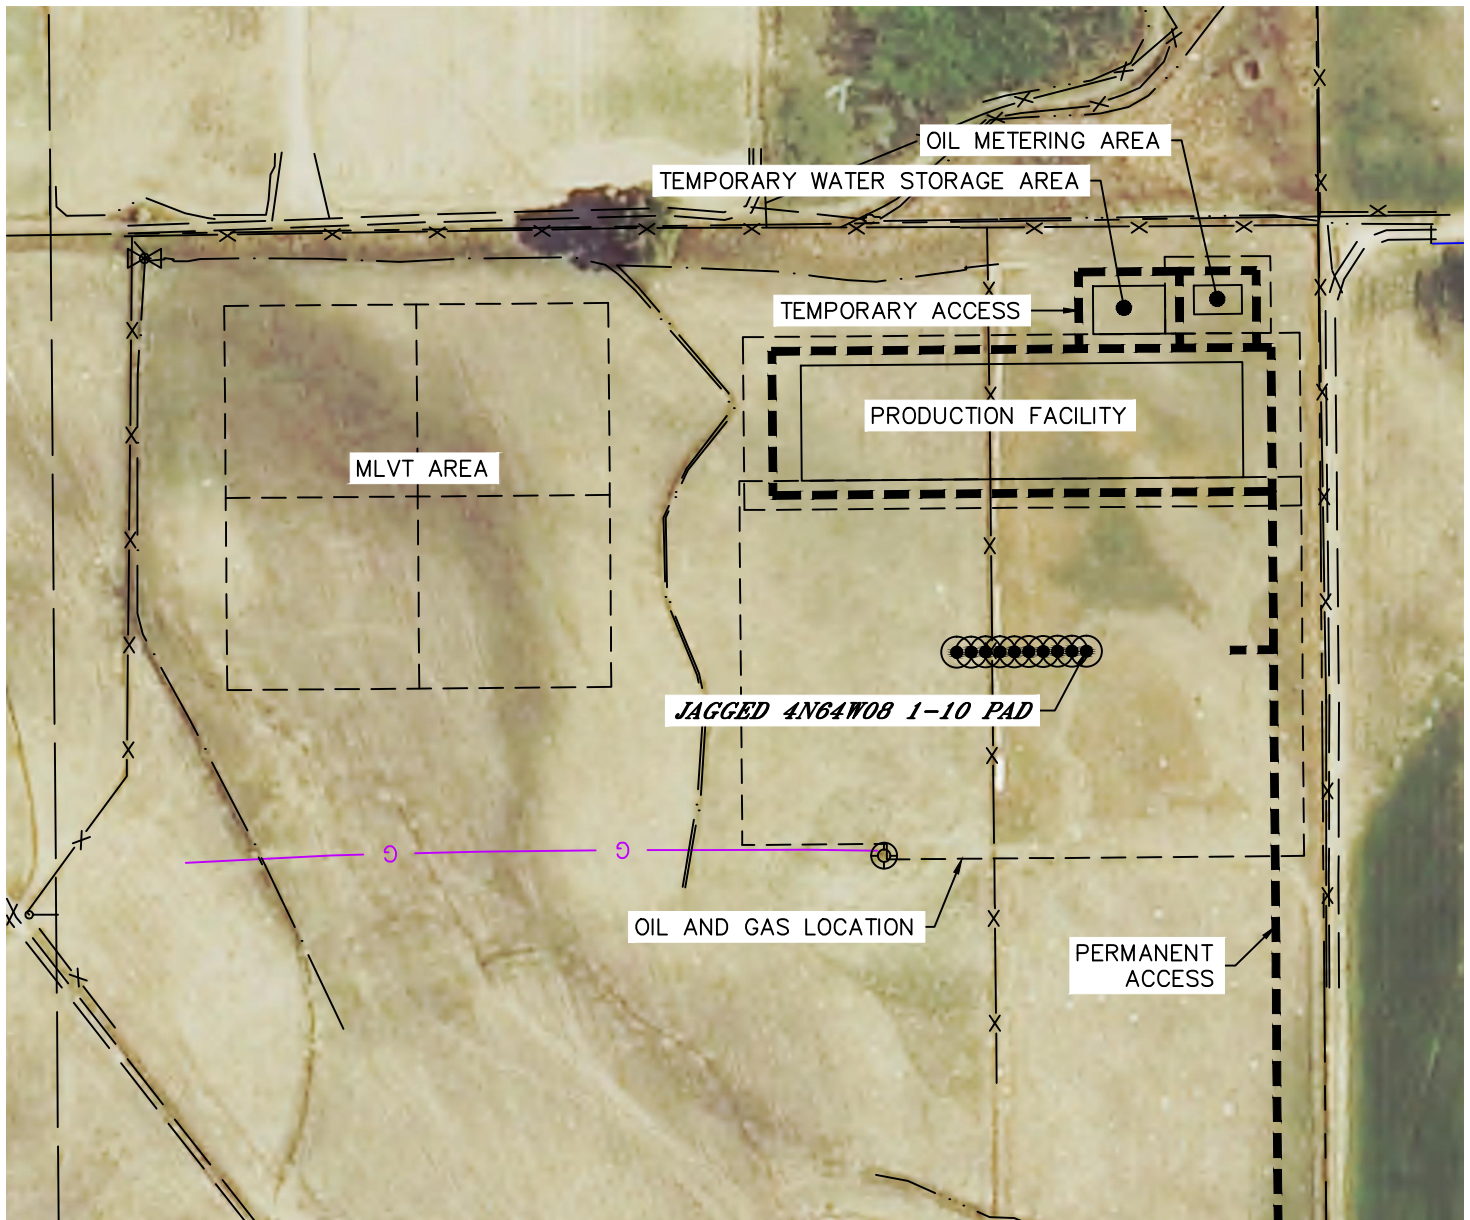 OIL METERING AREA
TEMPORARY WATER STORAGE AREA
TEMPORARY ACCESS
PRODUCTION FACILITY
MLVT AREA
JAGGED 4N64W08 1-10 PAD
G G
OIL AND GAS LOCATION
PERMANENT
ACCESS